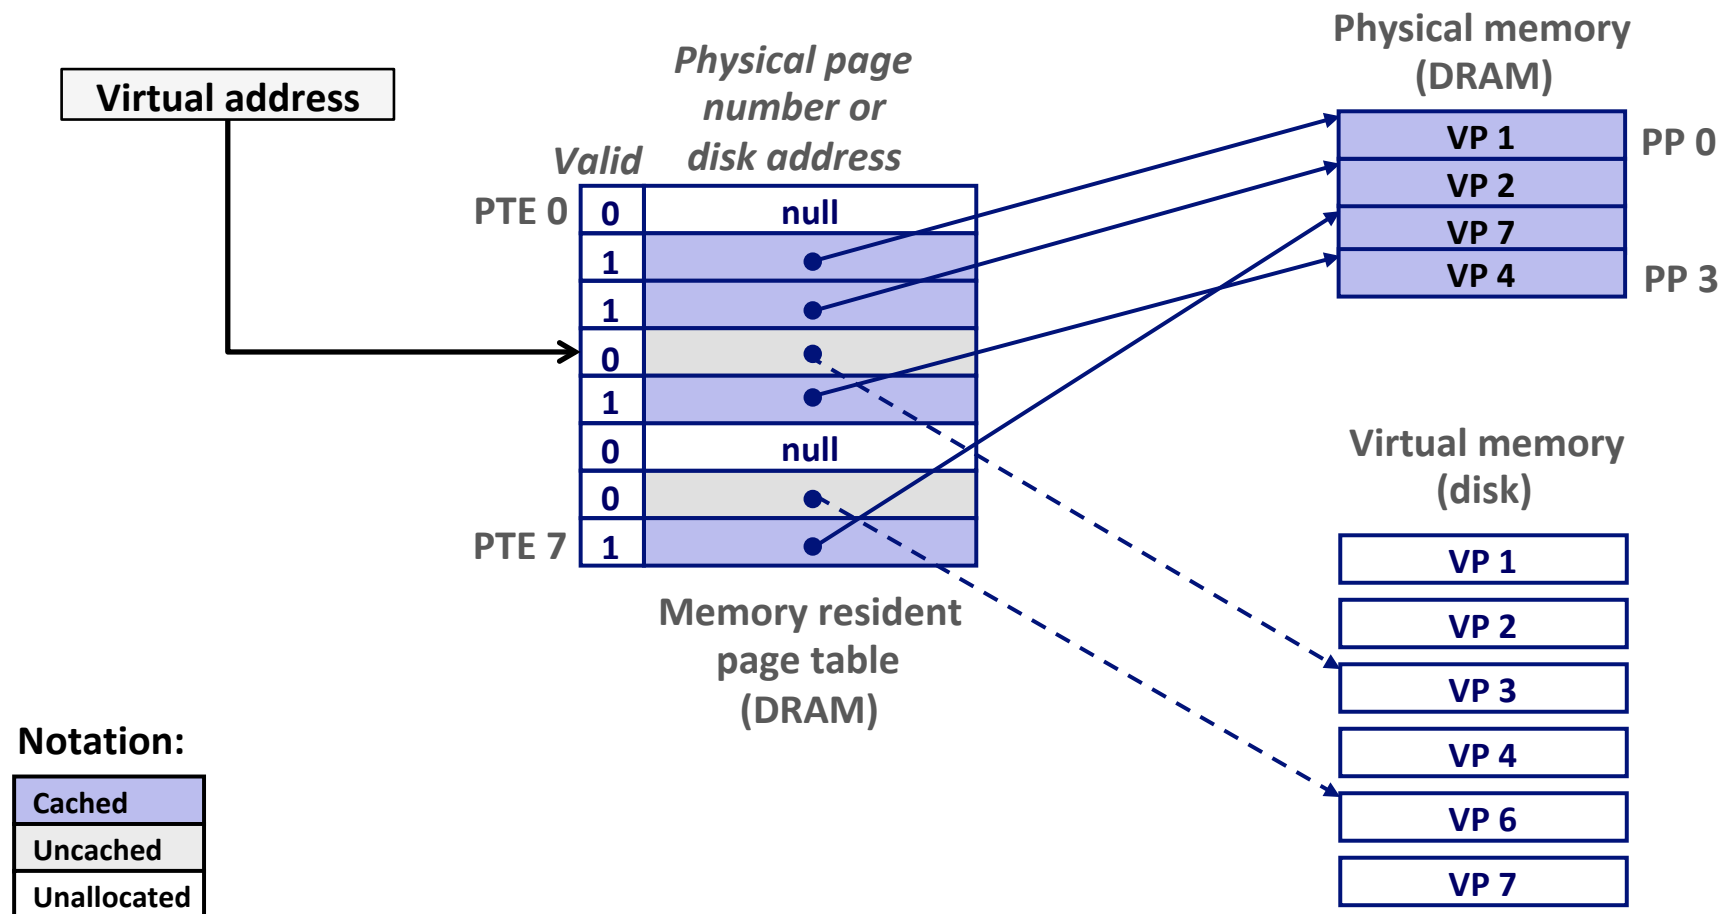 Virtual address
Physical page
number or
disk address
Valid
PTE 0
0
null
1
1
0
1
0
null
0
PTE 7
1
Memory resident
page table
(DRAM)
Physical memory
(DRAM)
VP 1
PP 0
VP 2
VP 7
VP 4
PP 3
Virtual memory
(disk)
VP 1
VP 2
VP 3
VP 4
VP 6
VP 7
Notation:
Cached
Uncached
Unallocated